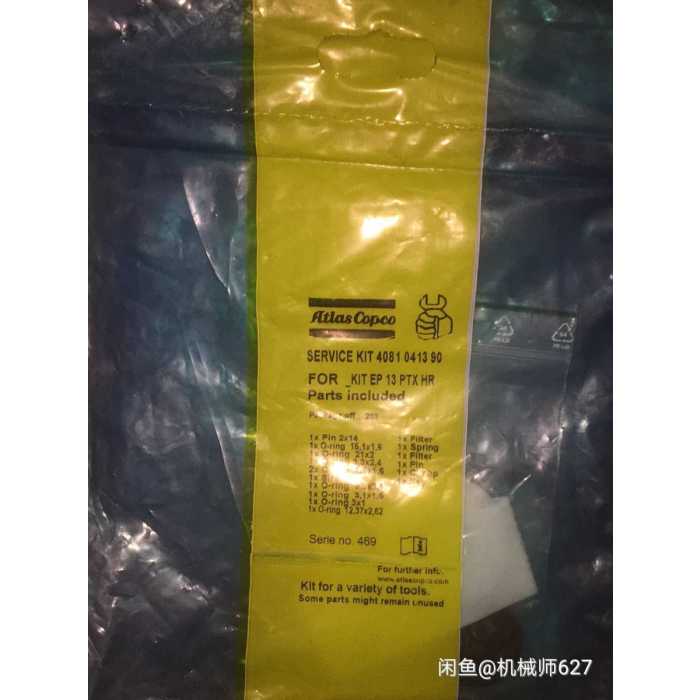 Atlas Copco
SERVICE KIT 4081 0413 90
FOR _KIT EP 13 PTX HR
Parts included
1x Pin 2x14
1x O-ring 16,1x1,6
1x O-ring 21x2
1x O-ring 3,1x1,6
1x O-ring 3x1
1x O-ring 12,37x2,62
1x Filter
1x Spring
1x Filter
1x Pin
Serie no. 469
For further info.
www.atlascopco.com
Kit for a variety of tools.
Some parts might remain unused
闲鱼@机械师627